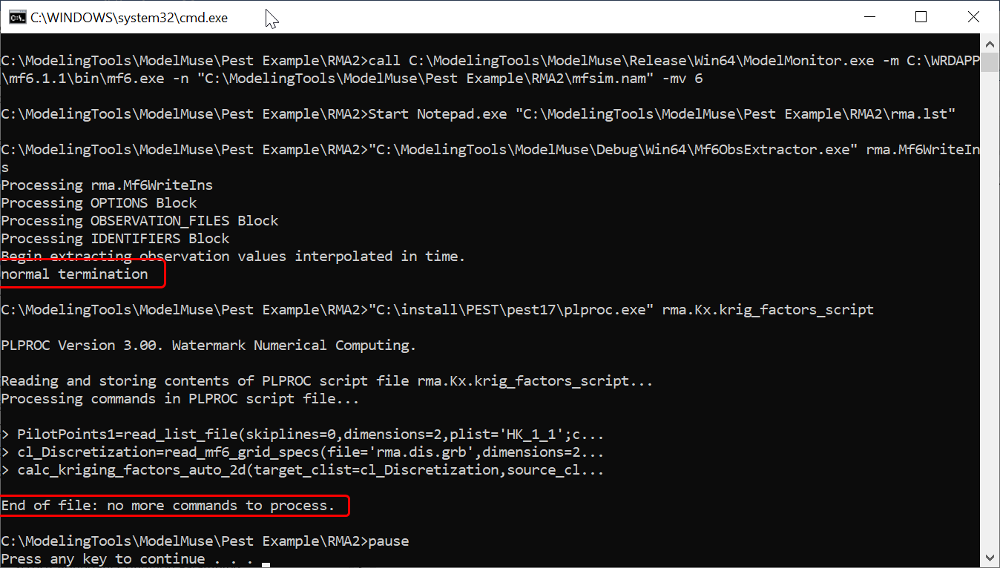 C:\WINDOWS\system32\cmd.exe
C:\ModelingTools\ModelMuse\Pest Example\RMA2>call C:\ModelingTools\ModelMuse\Release\Win64\ModelMonitor.exe -m C:\WRDAPP
\mf6.1.1\bin\mf6.exe -n "C:\ModelingTools\ModelMuse\Pest Example\RMA2\mfsim.nam" -mv 6
C:\ModelingTools\ModelMuse\Pest Example\RMA2>Start Notepad.exe "C:\ModelingTools\ModelMuse\Pest Example\RMA2\rma.lst"
C:\ModelingTools\ModelMuse\Pest Example\RMA2>"C:\ModelingTools\ModelMuse\Debug\Win64\Mf6ObsExtractor.exe" rma.Mf6WriteIn
s
Processing rma.Mf6WriteIns
Processing OPTIONS Block
Processing OBSERVATION_FILES Block
Processing IDENTIFIERS Block
Begin extracting observation values interpolated in time.
normal termination
C:\ModelingTools\ModelMuse\Pest Example\RMA2>"C:\install\PEST\pest17\plproc.exe" rma.Kx.krig_factors_script
PLPROC Version 3.00. Watermark Numerical Computing.
Reading and storing contents of PLPROC script file rma.Kx.krig_factors_script...
Processing commands in PLPROC script file...
> PilotPoints1=read_list_file(skiplines=0,dimensions=2,plist='HK_1_1';c...
> cl_Discretization=read_mf6_grid_specs(file='rma.dis.grb',dimensions=2...
> calc_kriging_factors_auto_2d(target_clist=cl_Discretization,source_cl...
End of file: no more commands to process.
C:\ModelingTools\ModelMuse\Pest Example\RMA2>pause
Press any key to continue . . .